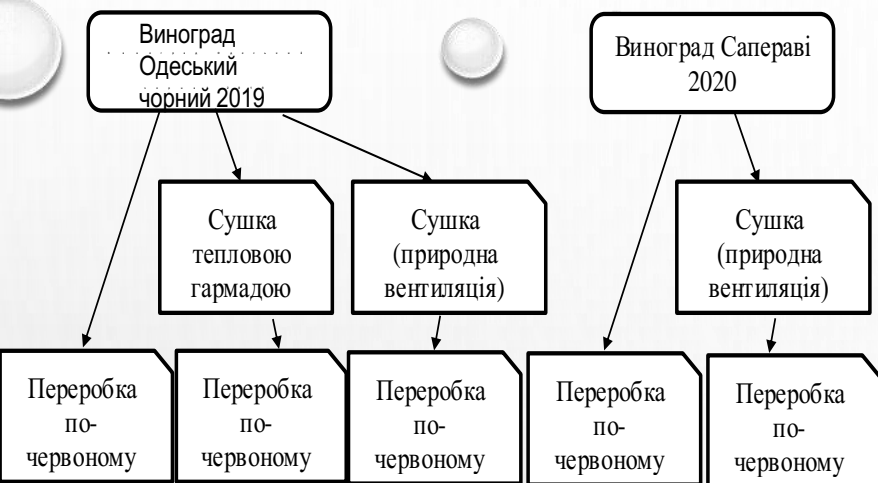 Виноград
Одеський
чорний 2019
Виноград Сапераві
2020
Сушка
тепловою
гармадою
Сушка
(природна
вентиляція)
Сушка
(природна
вентиляція)
Переробка
по-
червоному
Переробка
по-
червоному
Переробка
по-
червоному
Переробка
по-
червоному
Переробка
по-
червоному